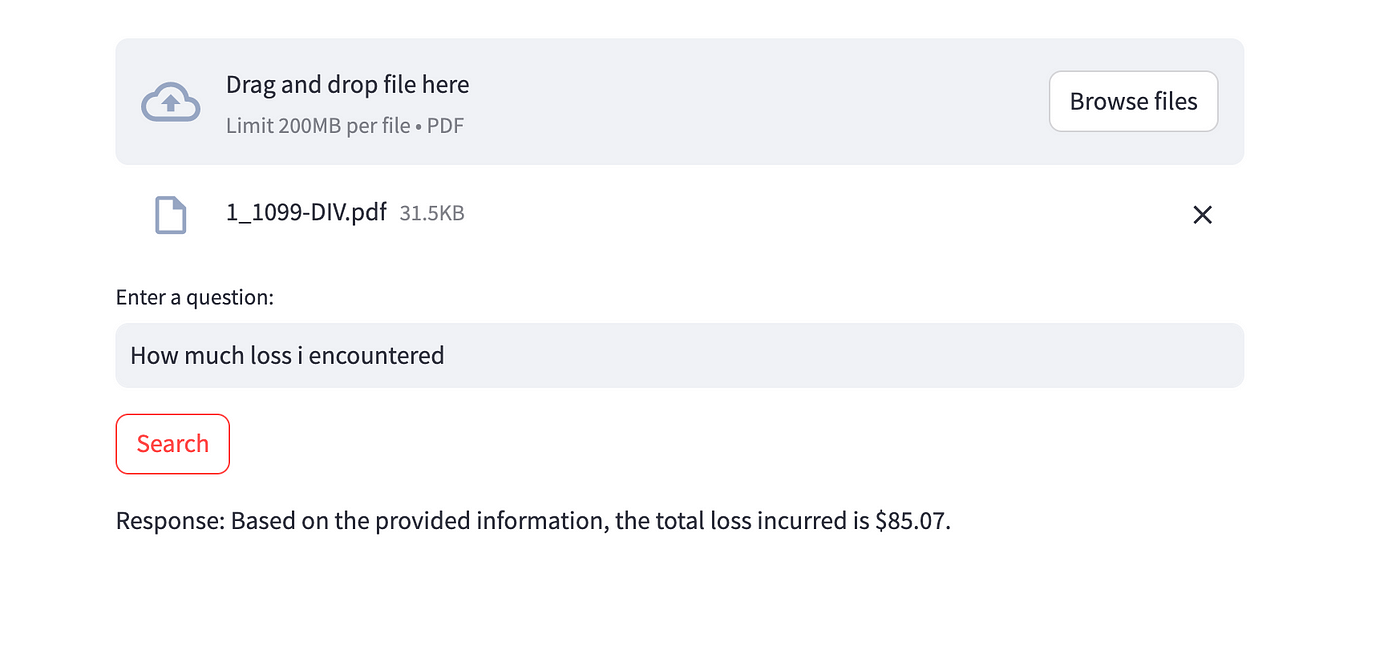 Drag and drop file here
Browse files
Limit 200MB per file • PDF
1_1099-DIV.pdf 31.5KB
Enter a question:
How much loss i encountered
Search
Response: Based on the provided information, the total loss incurred is $85.07.